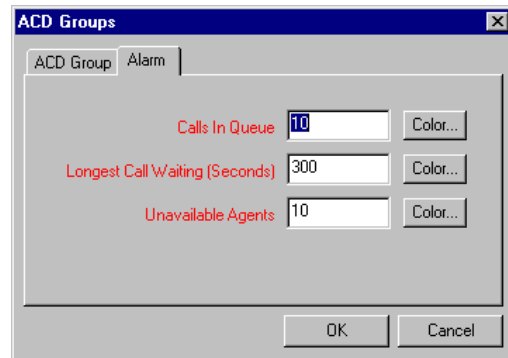 ACD Groups
ACD Group Alarm
Calls In Queue 10 Color...
Longest Call Waiting (Seconds) 300 Color...
Unavailable Agents 10 Color...
OK Cancel